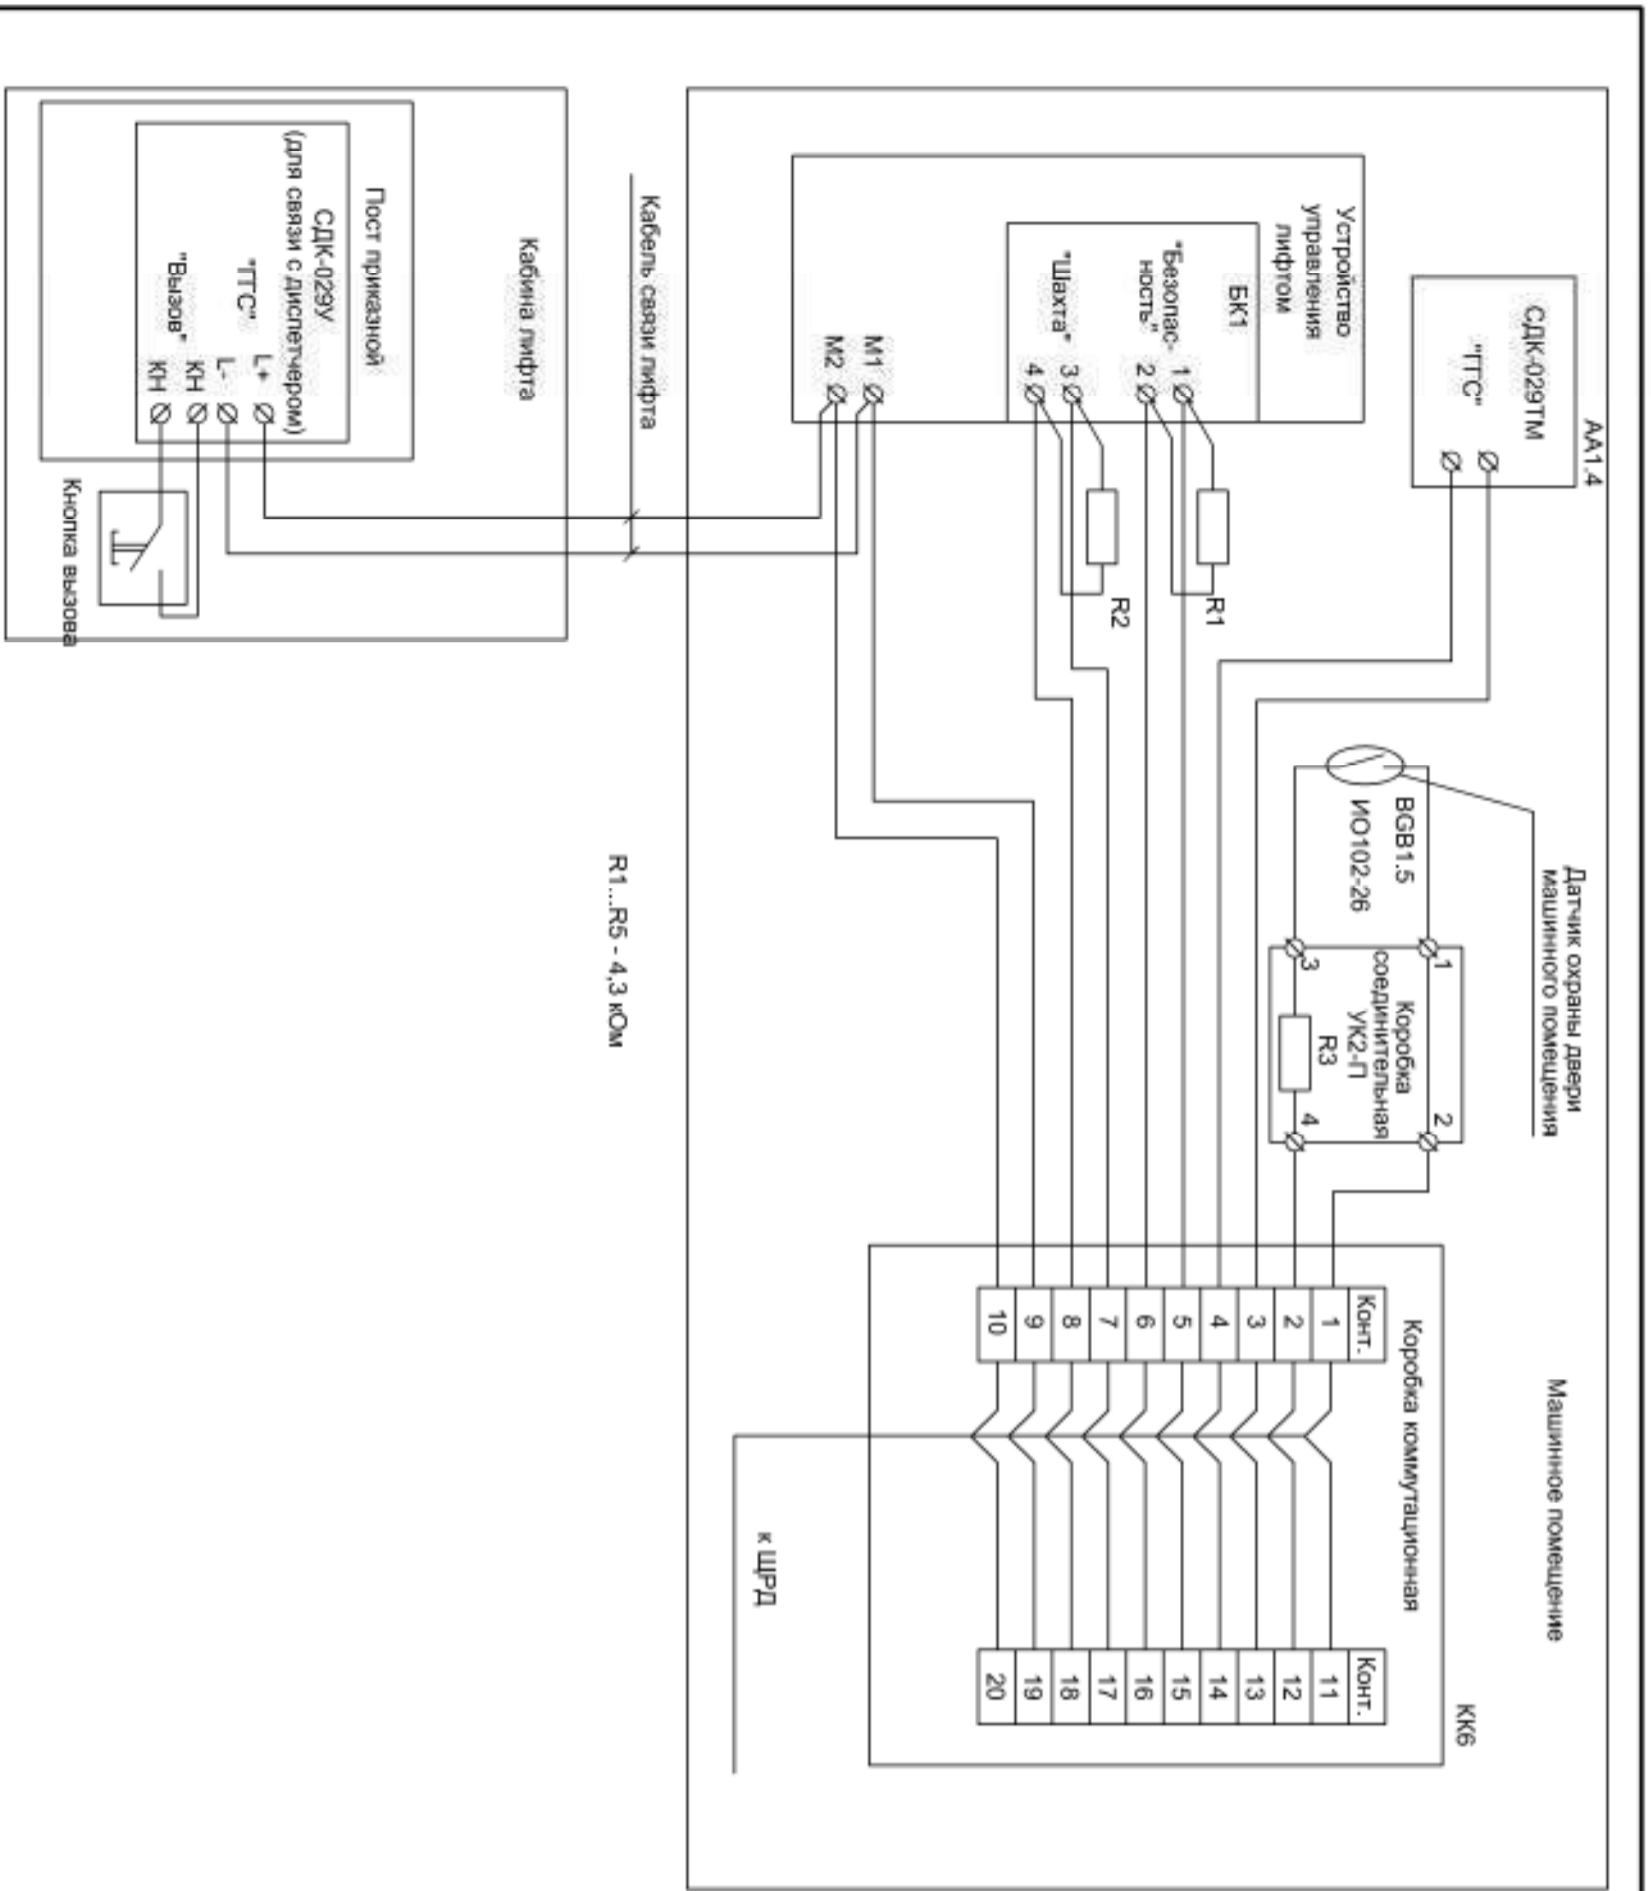 АА1.4
СДК-029ТМ
"ГГС"
Устройство
управления
лифтом
БК1
"Безопас-
ность"
1
2
"Шахта"
3
4
М1
М2
R1
R2
Датчик охраны двери
машинного помещения
BGB1.5
ИО102-26
1
2
Коробка
соединительная
УК2-П
R3
3
4
Машинное помещение
КК6
Коробка коммутационная
Конт.
1
2
3
4
5
6
7
8
9
10
Конт.
11
12
13
14
15
16
17
18
19
20
к ЩРД
Кабель связи лифта
R1...R5 - 4,3 кОм
Кабина лифта
Пост приказной
СДК-029У
(для связи с диспетчером)
"ГГС"
L+
L-
"Вызов"
КН
КН
Кнопка вызова